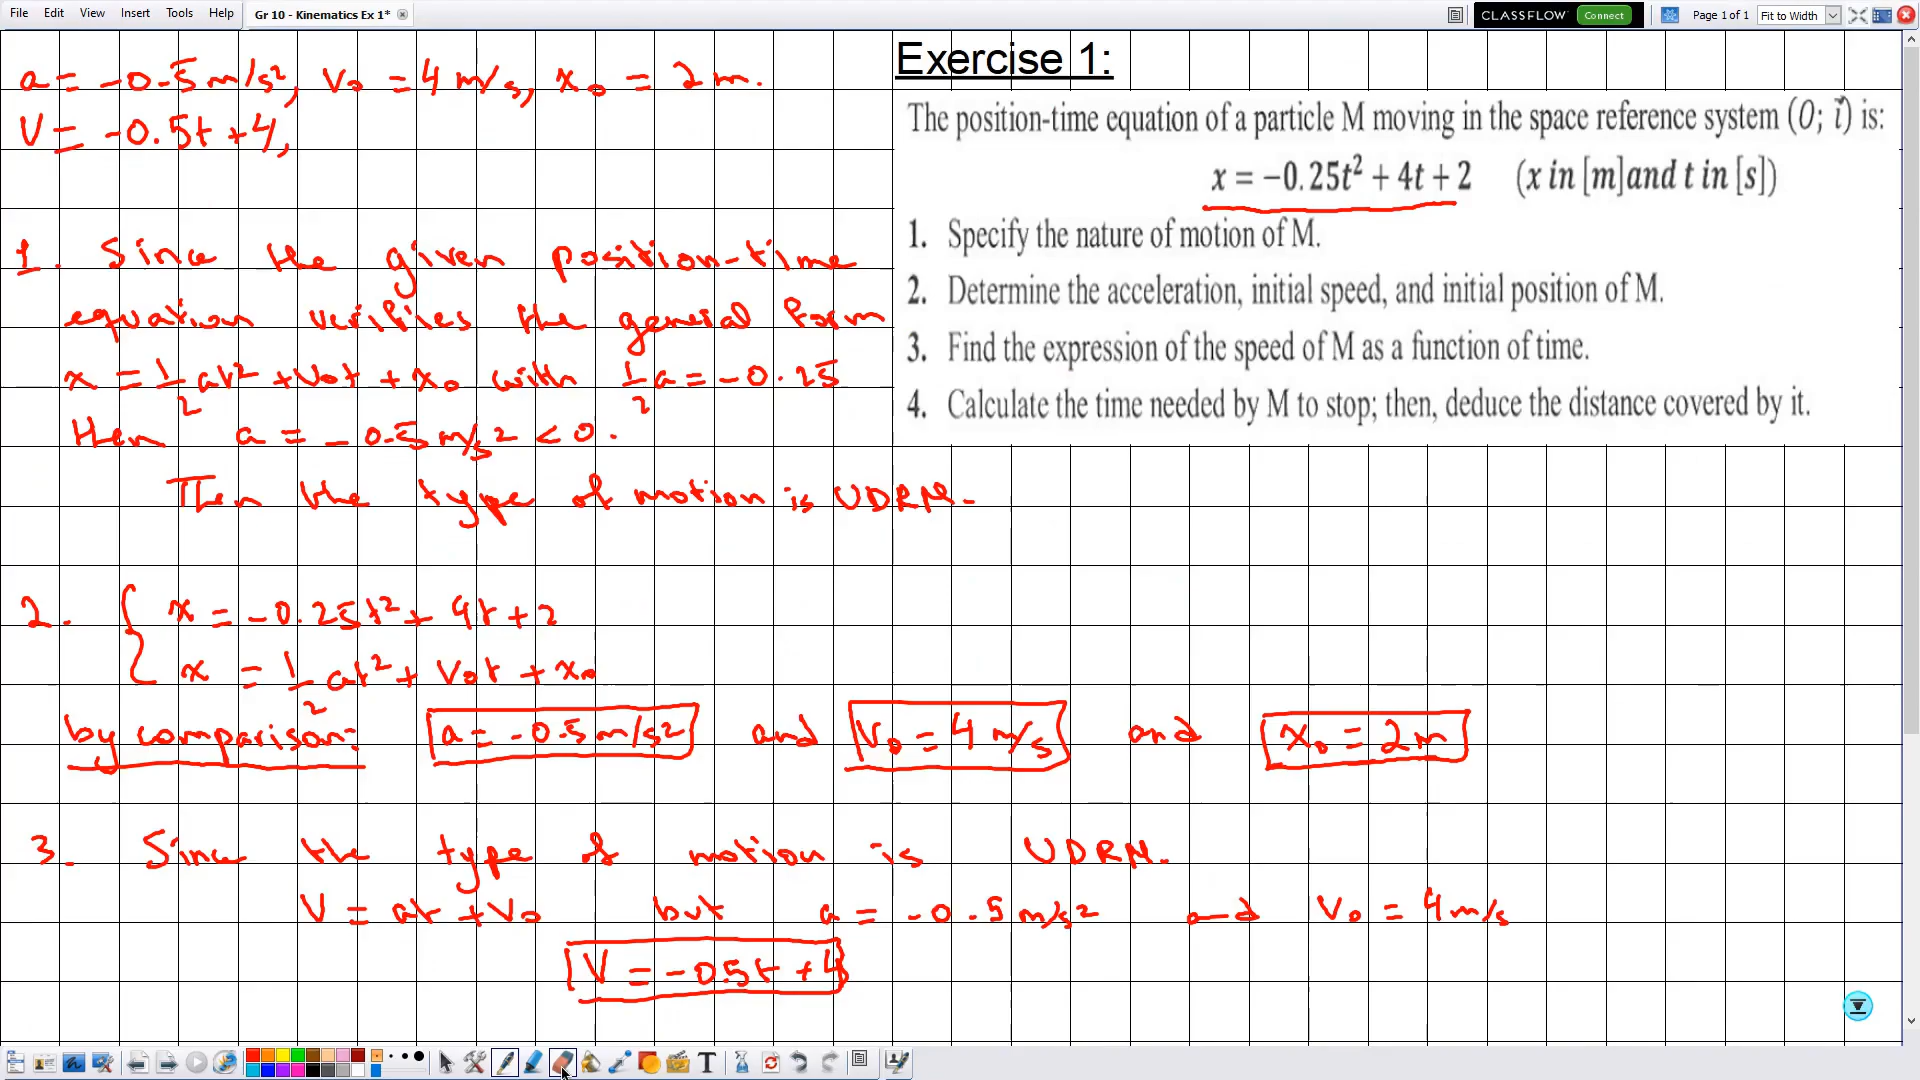 File Edit View Insert Tools Help Gr 10 - Kinematics Ex 1* CLASSFLOW Connect Page 1 of 1 Fit to Width
a = -0.5 m/s², V₀ = 4 m/s, x₀ = 2 m.
V = -0.5t + 4,
Exercise 1:
The position-time equation of a particle M moving in the space reference system (O; i⃗) is:
x = −0.25t² + 4t + 2 (x in [m]and t in [s])
1. Specify the nature of motion of M.
2. Determine the acceleration, initial speed, and initial position of M.
3. Find the expression of the speed of M as a function of time.
4. Calculate the time needed by M to stop; then, deduce the distance covered by it.
1. Since the given position-time
equation verifies the general form
x = 1/2 at² + V₀t + x₀ with 1/2 a = -0.25
then a = -0.5 m/s² < 0.
Then the type of motion is UDRM.
2. x = -0.25t² + 4t + 2
x = 1/2 at² + V₀t + x₀
by comparison: a = -0.5 m/s² and V₀ = 4 m/s and x₀ = 2m
3. Since the type of motion is UDRM.
V = at + V₀ but a = -0.5 m/s² and V₀ = 4 m/s
V = -0.5t + 4